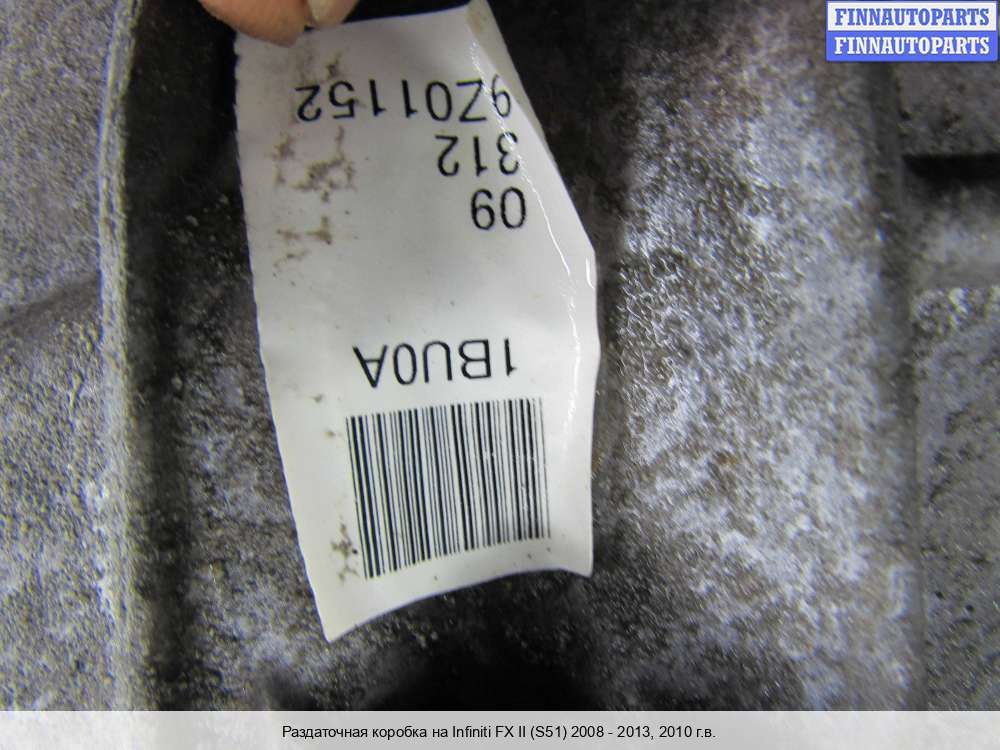 FINNAUTOPARTS
FINNAUTOPARTS
1BU0A
09
312
9Z01152
Раздаточная коробка на Infiniti FX II (S51) 2008 - 2013, 2010 г.в.